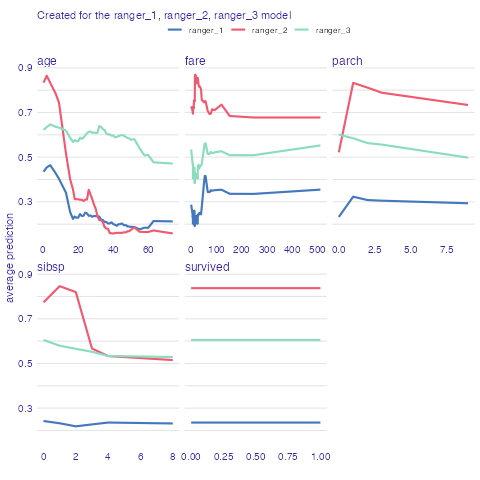 Created for the ranger_1, ranger_2, ranger_3 model
ranger_1 ranger_2 ranger_3
age fare parch
0.9
0.7
0.5
0.3
0 20 40 60 0 100 200 300 400 500 0.0 2.5 5.0 7.5
average prediction
sibsp survived
0.9
0.7
0.5
0.3
0 2 4 6 8 0.00 0.25 0.50 0.75 1.00